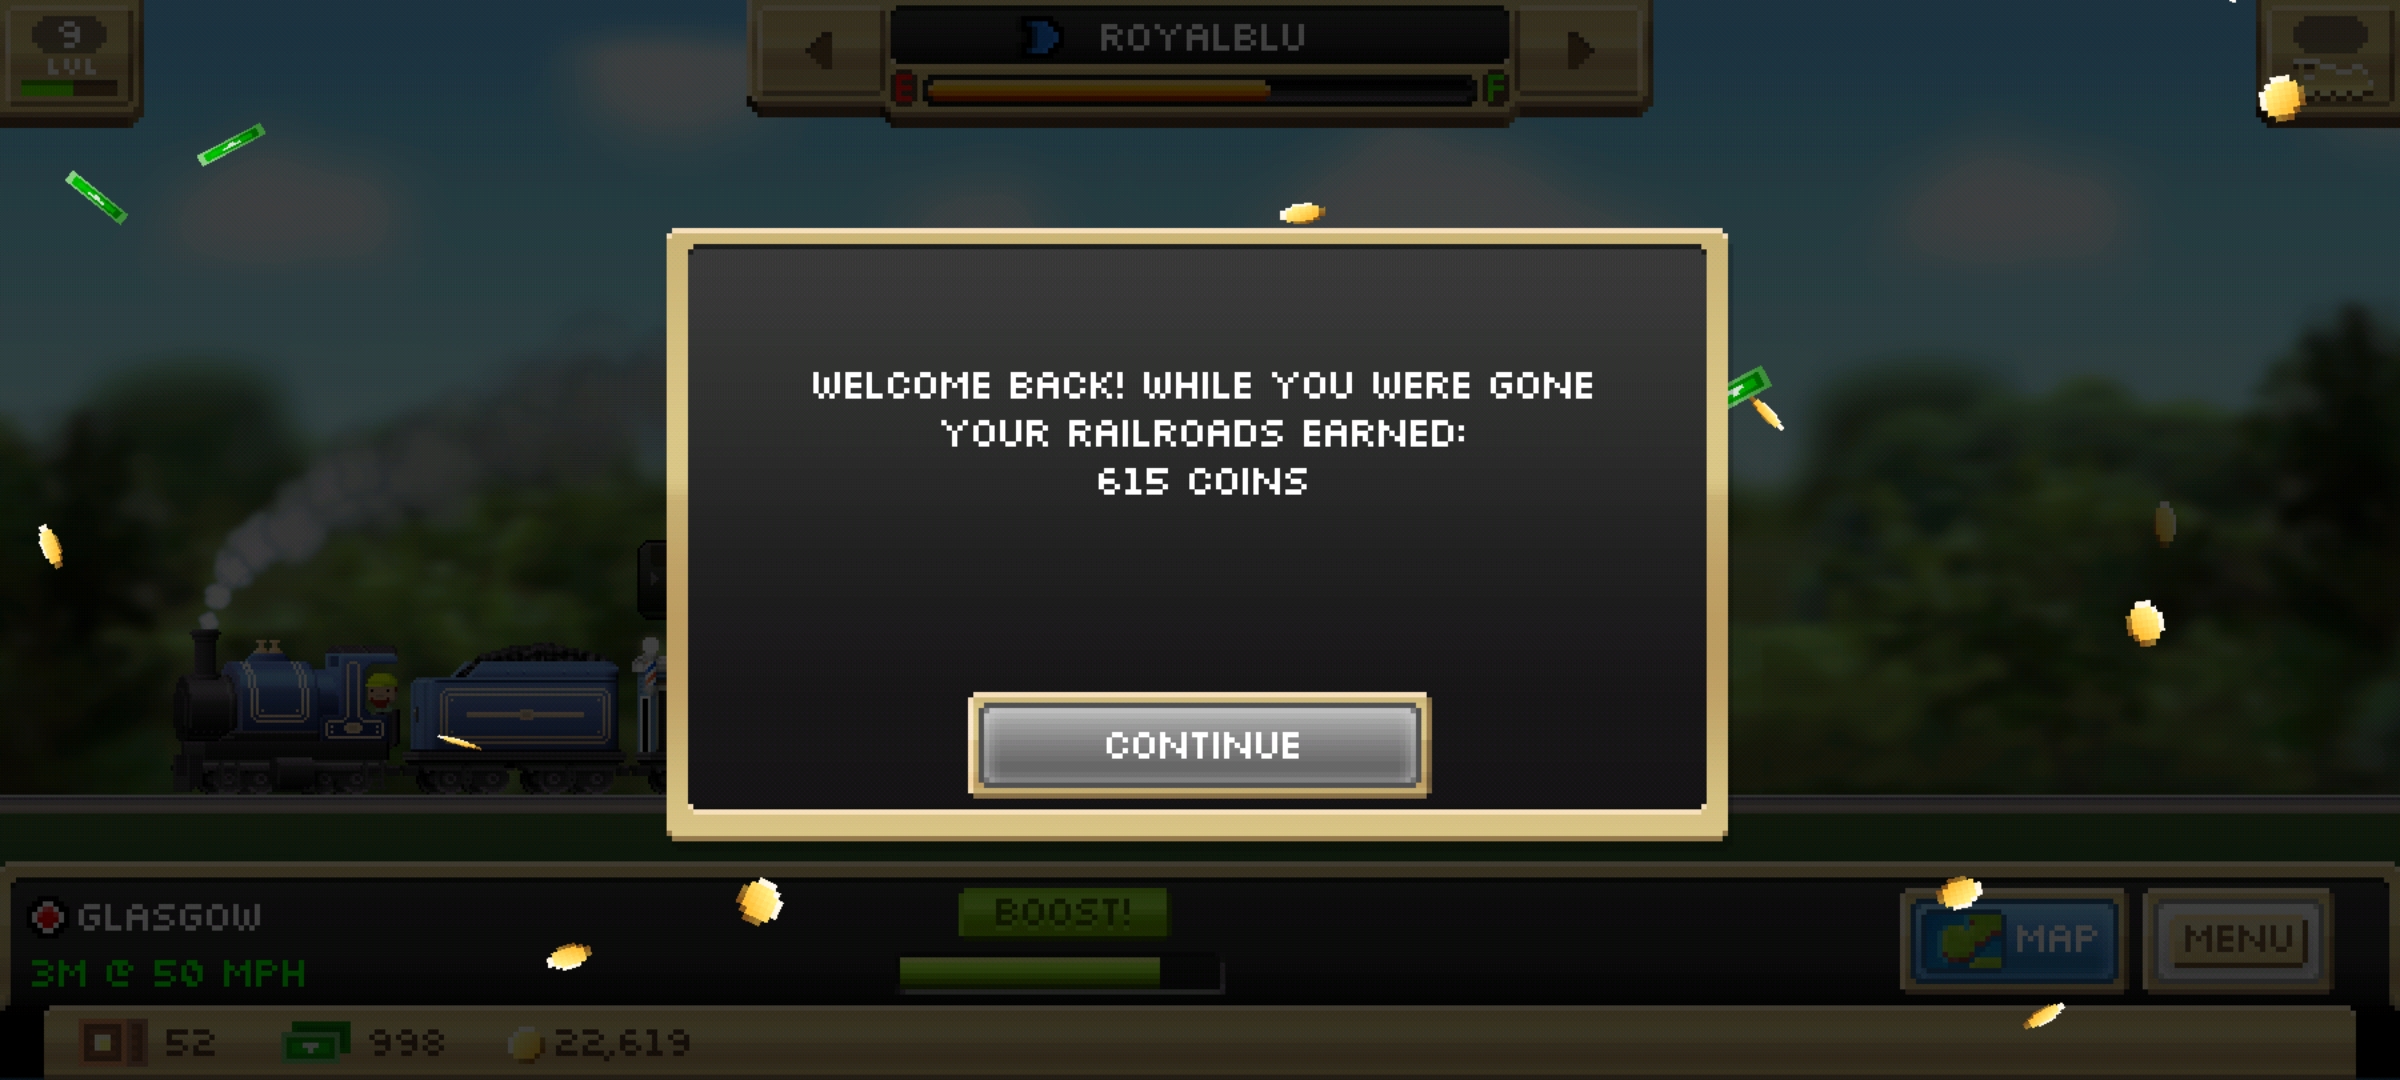 9
LVL
ROYALBLU
E
F
WELCOME BACK! WHILE YOU WERE GONE
YOUR RAILROADS EARNED:
615 COINS
CONTINUE
GLASGOW
3M @ 50 MPH
BOOST!
MAP
MENU
52
998
22,619